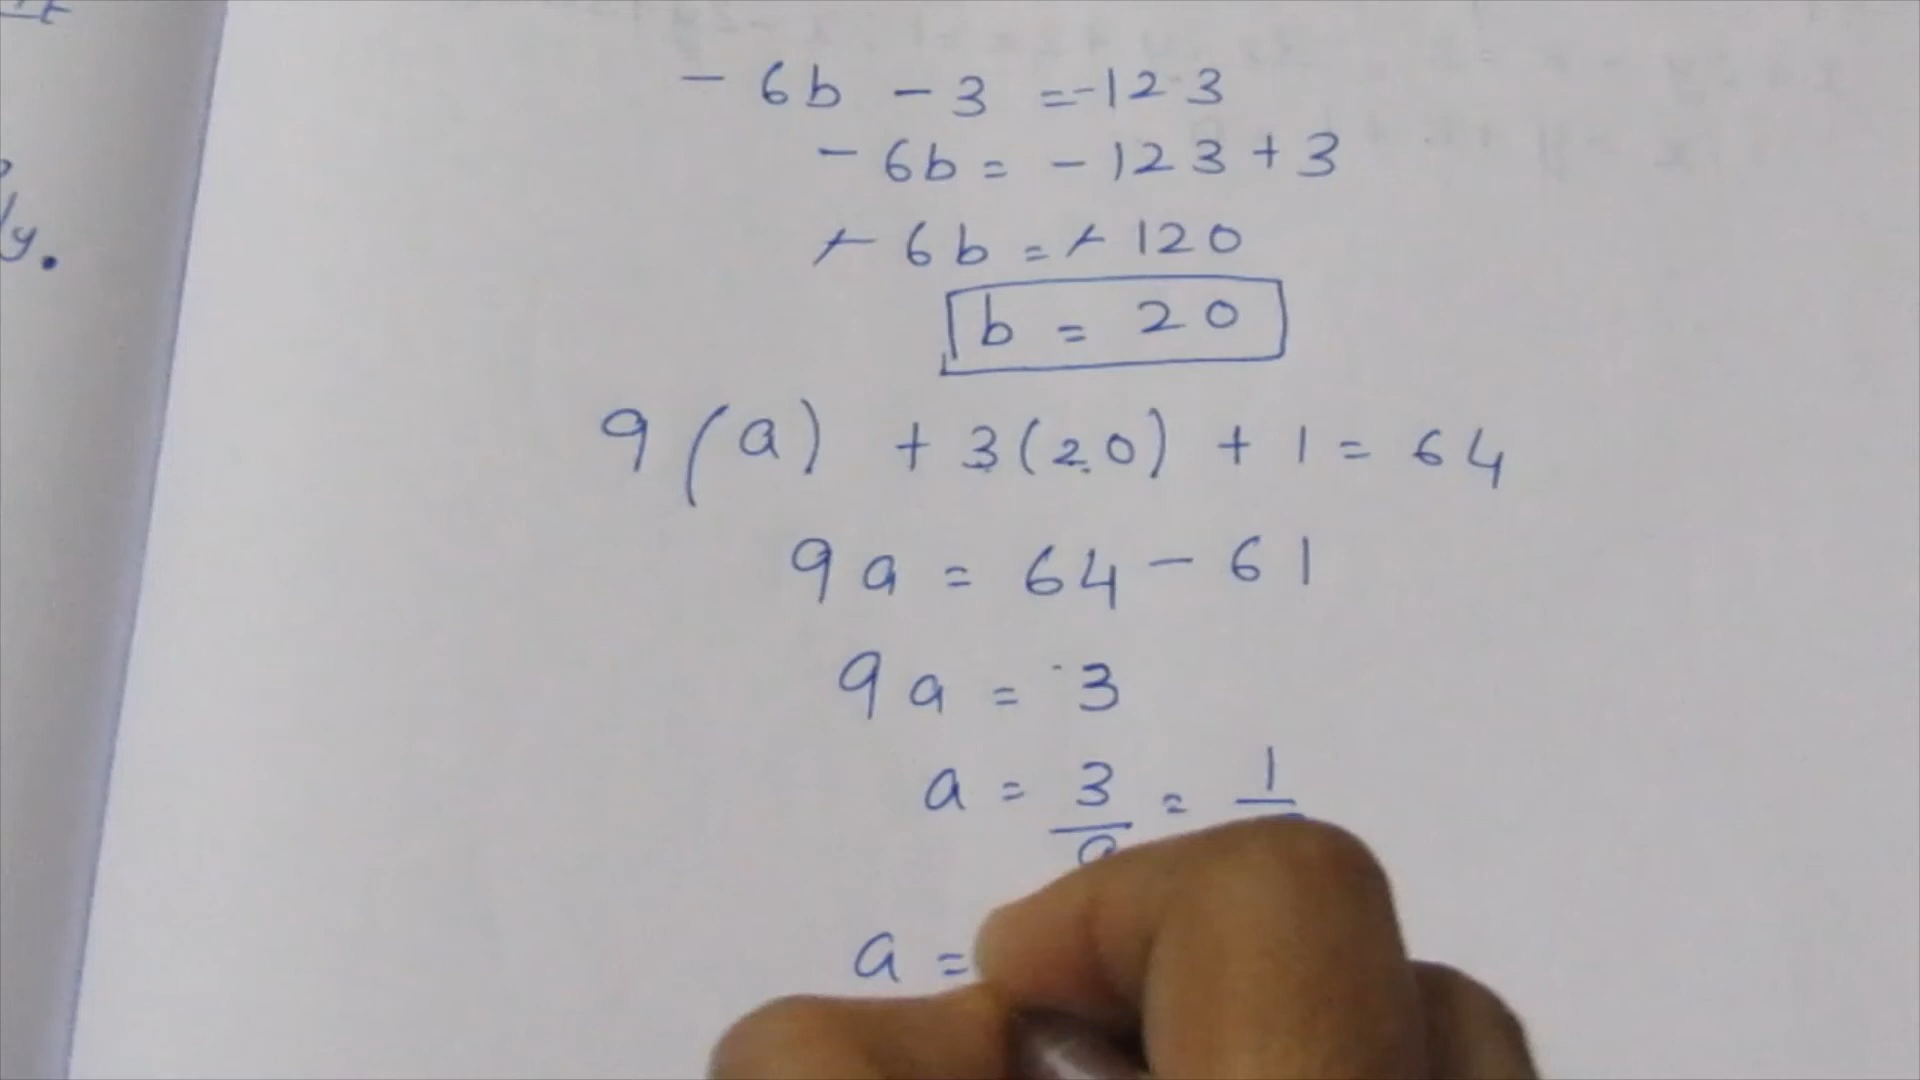 y.
- 6b - 3 = -123
- 6b = - 123 + 3
- 6b = - 120
b = 20
9 (a) + 3(20) + 1 = 64
9a = 64 - 61
9a = 3
a = 3/9 = 1
a =